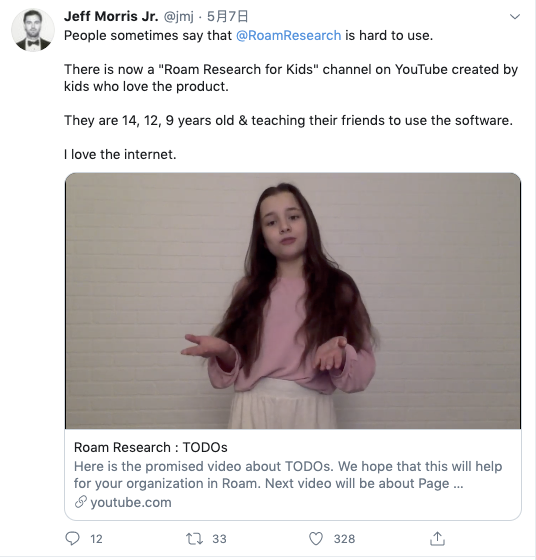 Jeff Morris Jr. @jmj · 5月7日
People sometimes say that @RoamResearch is hard to use.
There is now a "Roam Research for Kids" channel on YouTube created by
kids who love the product.
They are 14, 12, 9 years old & teaching their friends to use the software.
I love the internet.
Roam Research : TODOs
Here is the promised video about TODOs. We hope that this will help
for your organization in Roam. Next video will be about Page ...
youtube.com
12 33 328